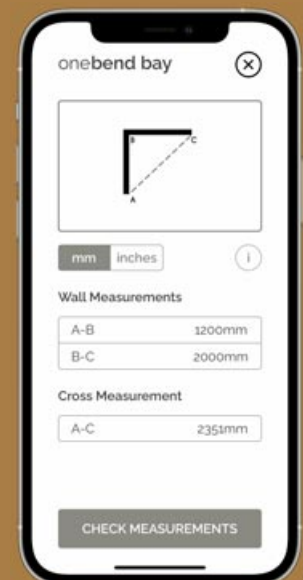 onebend bay
B
C
A
mm inches i
Wall Measurements
A-B 1200mm
B-C 2000mm
Cross Measurement
A-C 2351mm
CHECK MEASUREMENTS